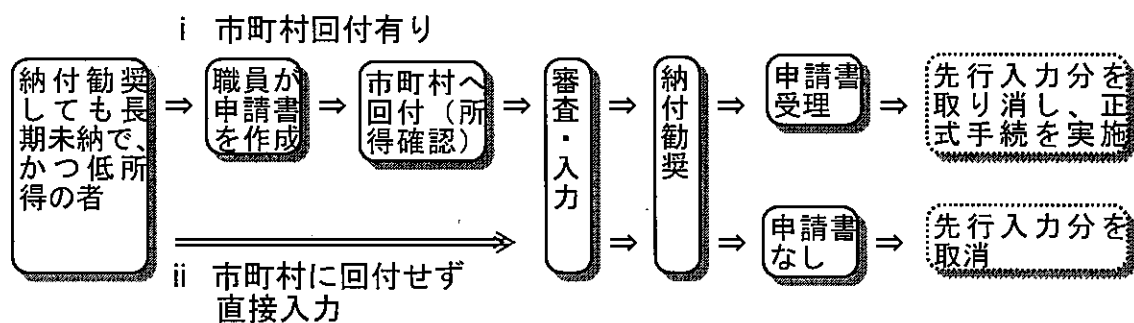 i 市町村回付有り
納付勧奨
しても長
期未納で、
かつ低所
得の者
⇒
職員が
申請書
を作成
⇒
市町村へ
回付（所
得確認）
⇒
審査・入力
⇒
納付勧奨
⇒
申請書
受理
⇒
先行入力分を
取り消し、正
式手続を実施
⇒
⇒
申請書
なし
⇒
先行入力分を
取消
ii 市町村に回付せず
直接入力